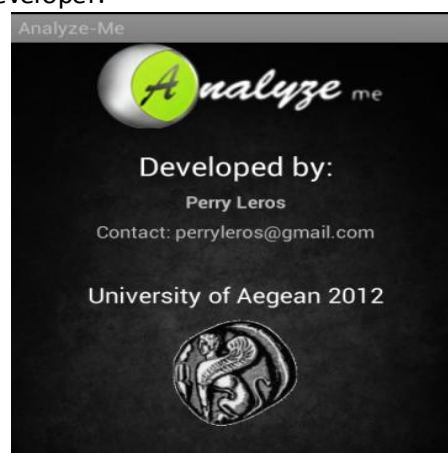 Analyze-Me
Analyze me
Developed by:
Perry Leros
Contact: perryleros@gmail.com
University of Aegean 2012